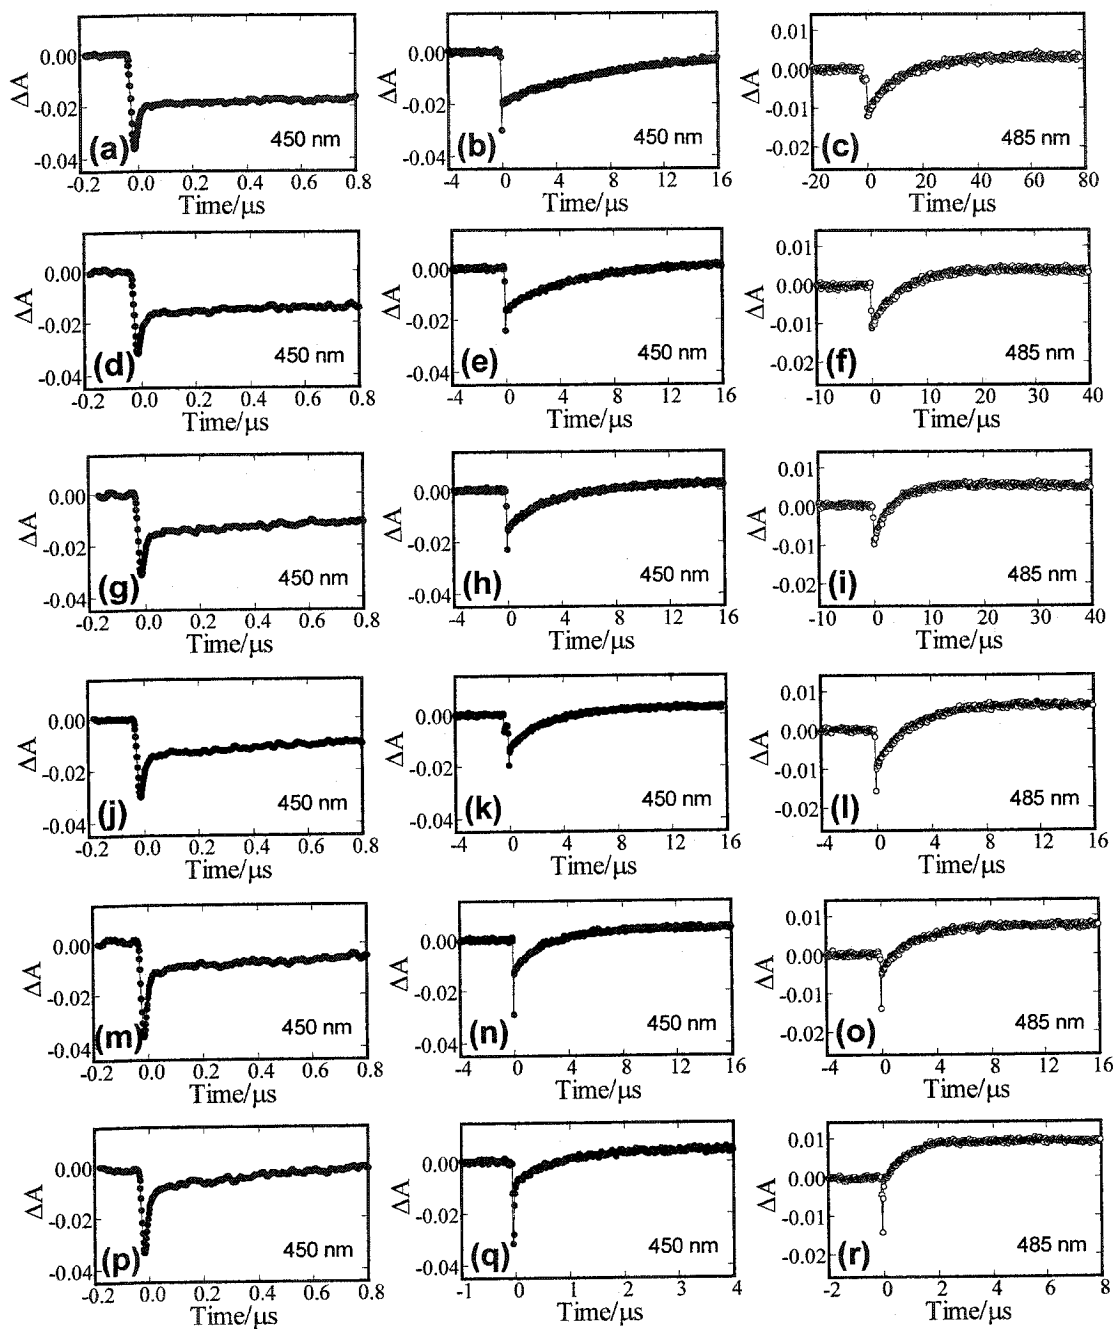 0.00 0.00 0.01
ΔA ΔA ΔA 0.00
-0.02 -0.02 -0.01
-0.04 (a) 450 nm -0.04 (b) 450 nm -0.02 (c) 485 nm
-0.2 0.0 0.2 0.4 0.6 0.8 -4 0 4 8 12 16 -20 0 20 40 60 80
Time/μs Time/μs Time/μs
0.00 0.00 0.01
ΔA ΔA ΔA 0.00
-0.02 -0.02 -0.01
-0.04 (d) 450 nm -0.04 (e) 450 nm -0.02 (f) 485 nm
-0.2 0.0 0.2 0.4 0.6 0.8 -4 0 4 8 12 16 -10 0 10 20 30 40
Time/μs Time/μs Time/μs
0.00 0.00 0.01
ΔA ΔA ΔA 0.00
-0.02 -0.02 -0.01
-0.04 (g) 450 nm -0.04 (h) 450 nm -0.02 (i) 485 nm
-0.2 0.0 0.2 0.4 0.6 0.8 -4 0 4 8 12 16 -10 0 10 20 30 40
Time/μs Time/μs Time/μs
0.00 0.00 0.01
ΔA ΔA ΔA 0.00
-0.02 -0.02 -0.01
-0.04 (j) 450 nm -0.04 (k) 450 nm -0.02 (l) 485 nm
-0.2 0.0 0.2 0.4 0.6 0.8 -4 0 4 8 12 16 -4 0 4 8 12 16
Time/μs Time/μs Time/μs
0.00 0.00 0.01
ΔA ΔA ΔA 0.00
-0.02 -0.02 -0.01
-0.04 (m) 450 nm -0.04 (n) 450 nm -0.02 (o) 485 nm
-0.2 0.0 0.2 0.4 0.6 0.8 -4 0 4 8 12 16 -4 0 4 8 12 16
Time/μs Time/μs Time/μs
0.00 0.00 0.01
ΔA ΔA ΔA 0.00
-0.02 -0.02 -0.01
-0.04 (p) 450 nm -0.04 (q) 450 nm -0.02 (r) 485 nm
-0.2 0.0 0.2 0.4 0.6 0.8 -1 0 1 2 3 4 -2 0 2 4 6 8
Time/μs Time/μs Time/μs